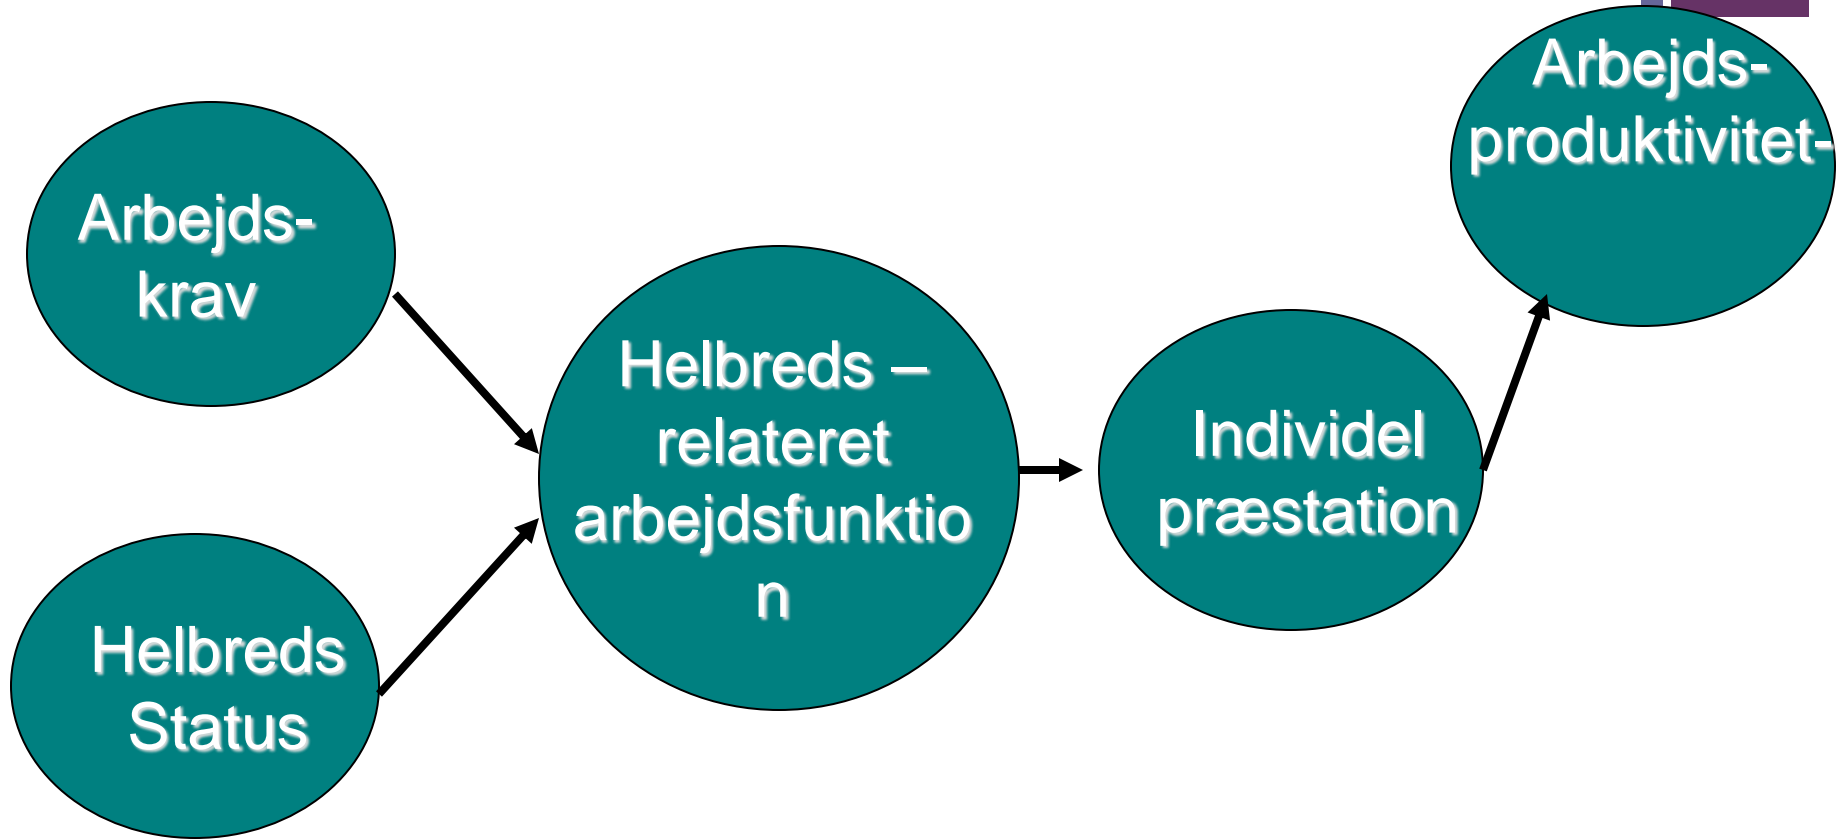 Arbejds-
krav
Helbreds
Status
Helbreds –
relateret
arbejdsfunktio
n
Individel
præstation
Arbejds-
produktivitet-